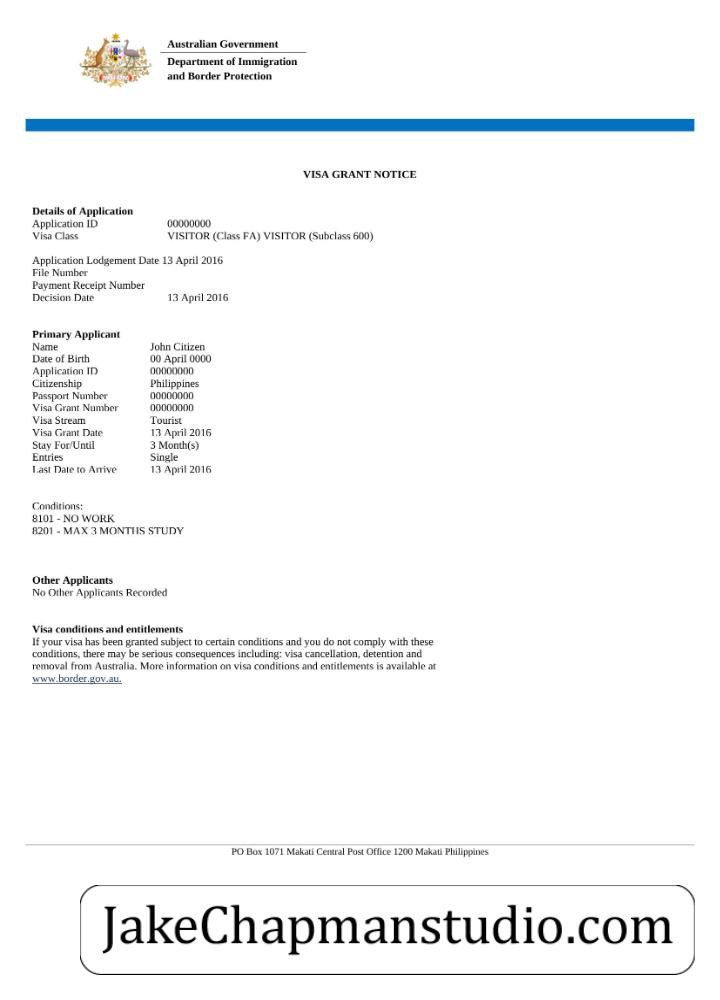 Australian Government
Department of Immigration
and Border Protection
VISA GRANT NOTICE
Details of Application
Application ID 00000000
Visa Class VISITOR (Class FA) VISITOR (Subclass 600)
Application Lodgement Date 13 April 2016
File Number
Payment Receipt Number
Decision Date 13 April 2016
Primary Applicant
Name John Citizen
Date of Birth 00 April 0000
Application ID 00000000
Citizenship Philippines
Passport Number 00000000
Visa Grant Number 00000000
Visa Stream Tourist
Visa Grant Date 13 April 2016
Stay For/Until 3 Month(s)
Entries Single
Last Date to Arrive 13 April 2016
Conditions:
8101 - NO WORK
8201 - MAX 3 MONTHS STUDY
Other Applicants
No Other Applicants Recorded
Visa conditions and entitlements
If your visa has been granted subject to certain conditions and you do not comply with these
conditions, there may be serious consequences including: visa cancellation, detention and
removal from Australia. More information on visa conditions and entitlements is available at
www.border.gov.au.
PO Box 1071 Makati Central Post Office 1200 Makati Philippines
JakeChapmanstudio.com